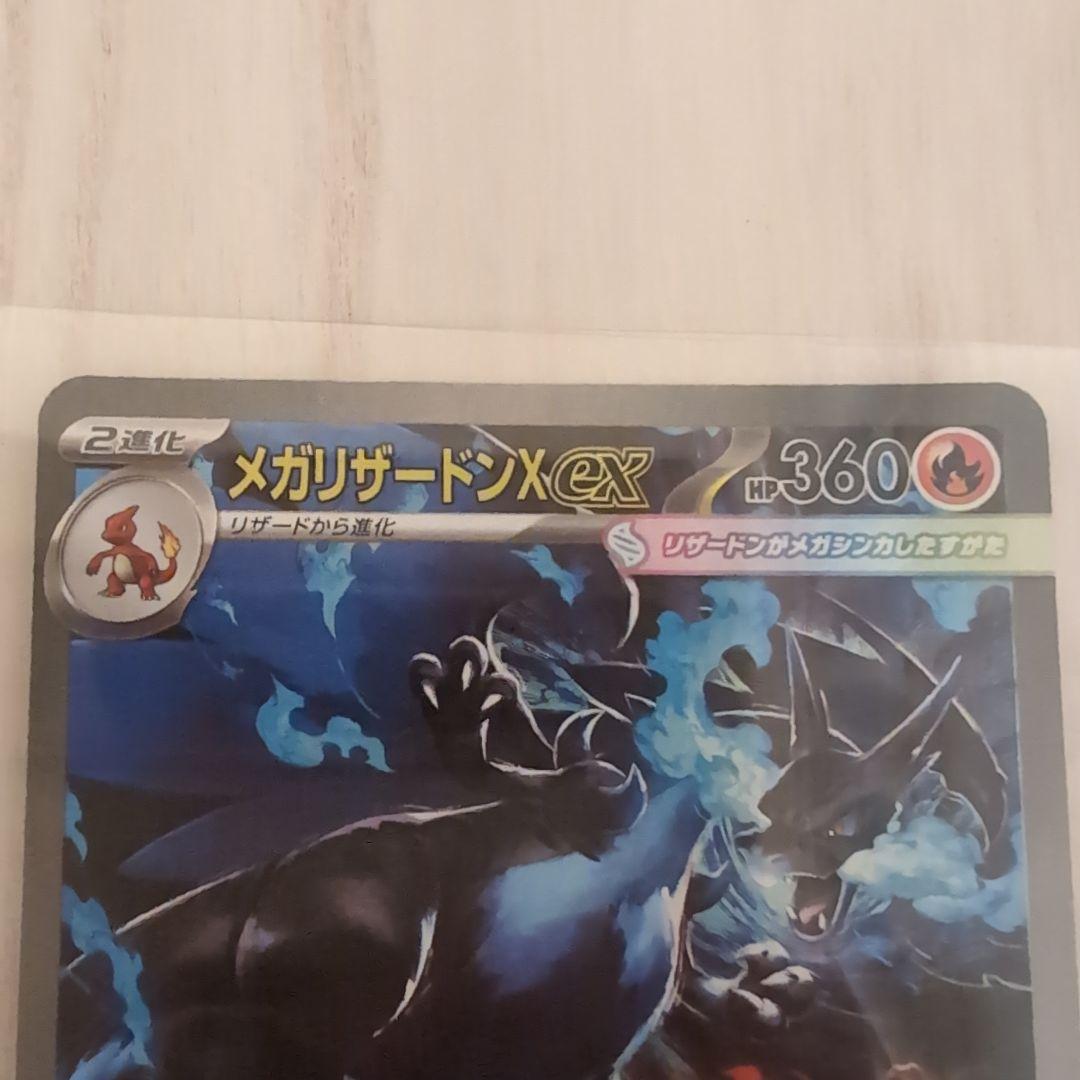 2進化
メガリザードンXex
HP360
リザードから進化
リザードンがメガシンカしたすがた